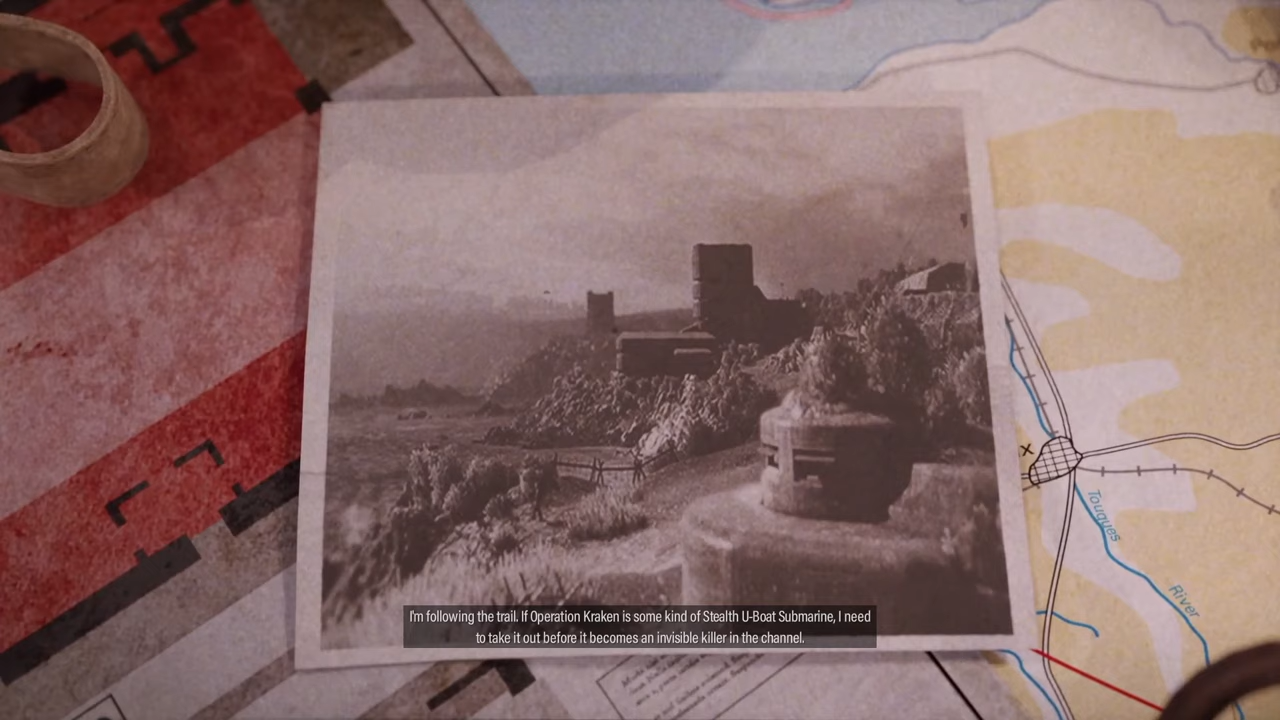 Touques
River
I'm following the trail. If Operation Kraken is some kind of Stealth U-Boat Submarine, I need
to take it out before it becomes an invisible killer in the channel.